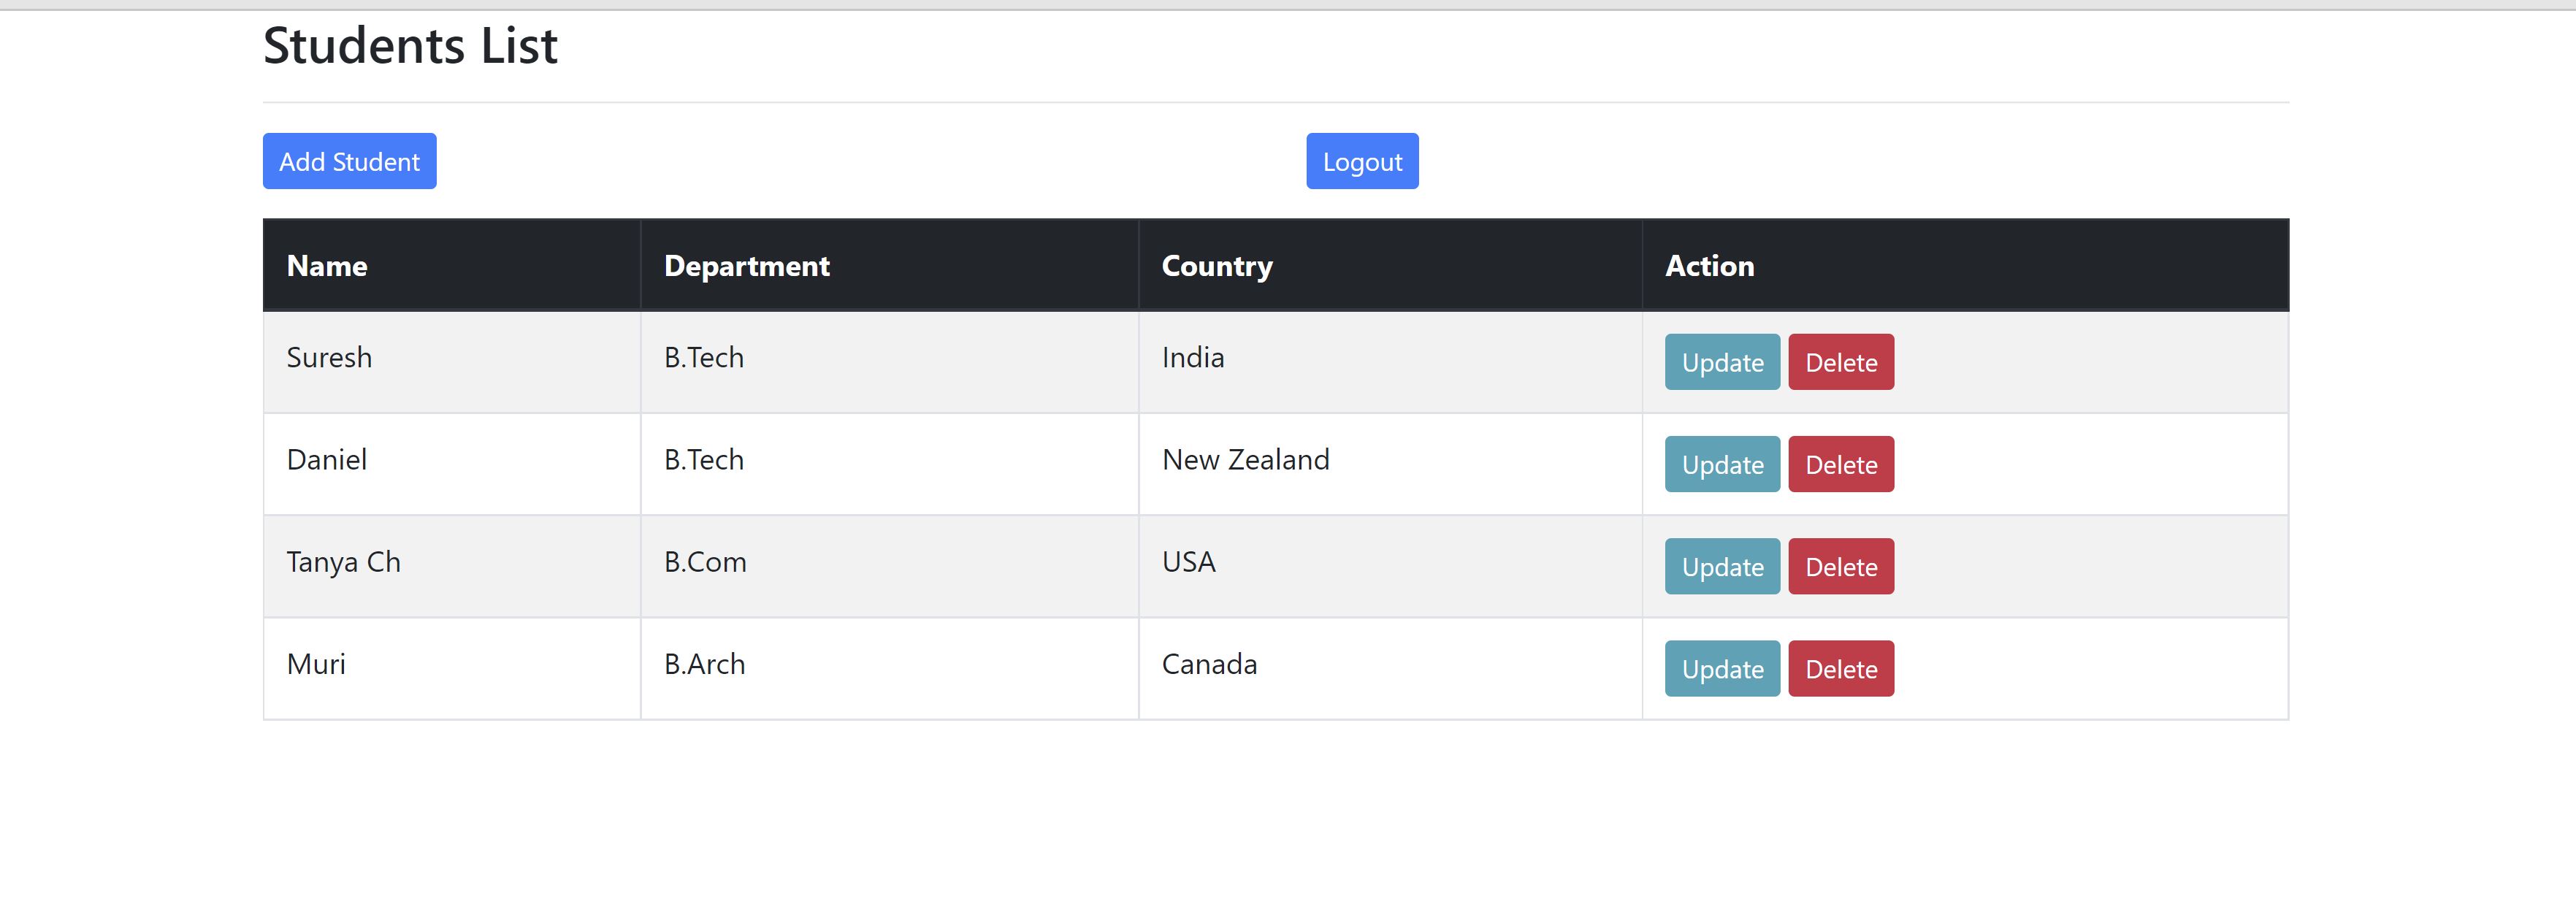 Students List
Add Student Logout
Name Department Country Action
Suresh B.Tech India Update Delete
Daniel B.Tech New Zealand Update Delete
Tanya Ch B.Com USA Update Delete
Muri B.Arch Canada Update Delete